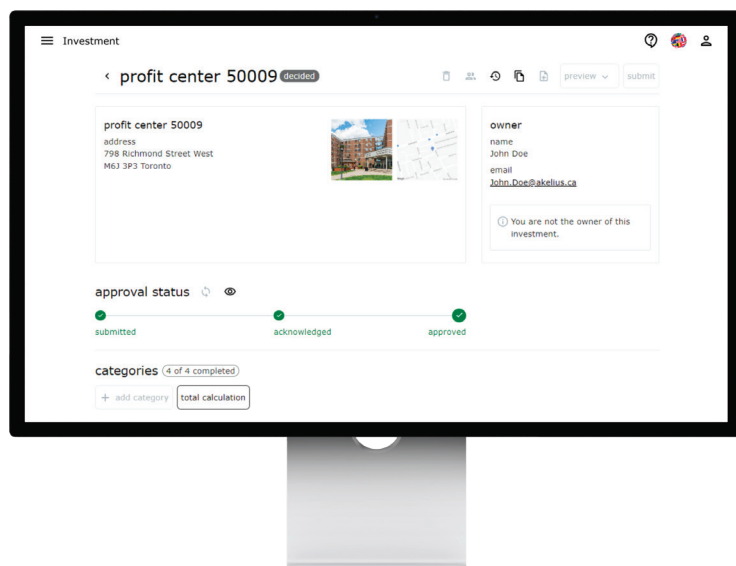 Investment
profit center 50009 decided
preview
submit
profit center 50009
address
798 Richmond Street West
M6J 3P3 Toronto
owner
name
John Doe
email
John.Doe@akelius.ca
You are not the owner of this
investment.
approval status
submitted
acknowledged
approved
categories 4 of 4 completed
+ add category
total calculation